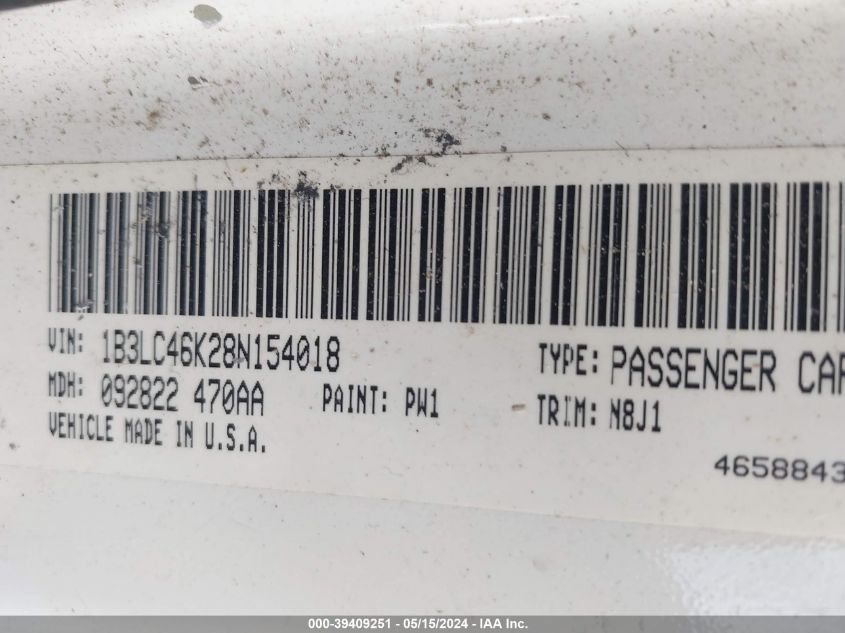 VIN: 1B3LC46K28N154018
TYPE: PASSENGER CAR
MDH: 092822 470AA
PAINT: PW1
TRIM: N8J1
VEHICLE MADE IN U.S.A.
4658843
000-39409251 - 05/15/2024 - IAA Inc.